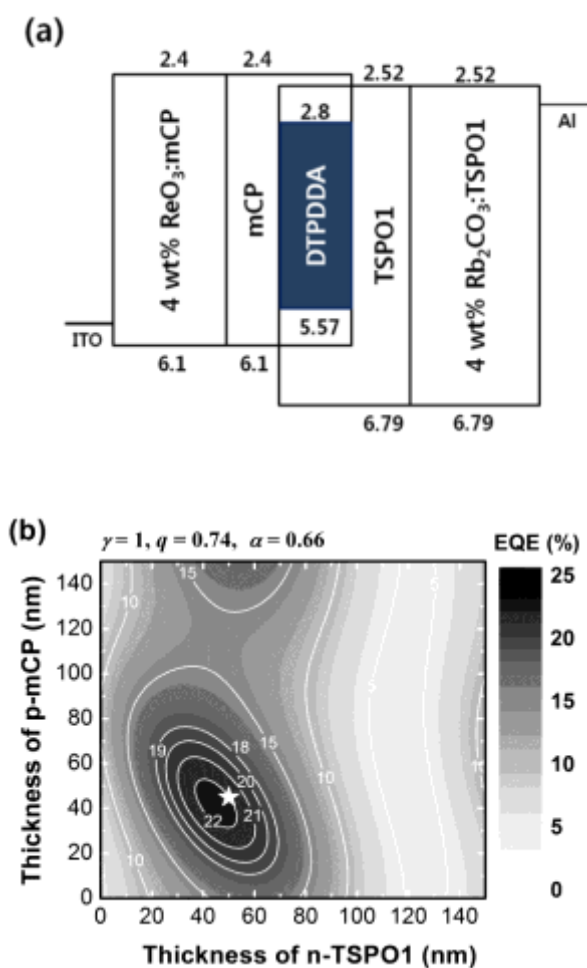 (a)
2.4 2.4 2.52 2.52
2.8
Al
4 wt% ReO₃:mCP
mCP
DTPDDA
TSPO1
4 wt% Rb₂CO₃:TSPO1
ITO
5.57
6.1 6.1
6.79 6.79
(b) γ = 1, q = 0.74, α = 0.66 EQE (%)
Thickness of p-mCP (nm)
140
120
100
80
60
40
20
0
15
10
5
15
18
19
10
20
21
22
10
10
25
20
15
10
5
0
0 20 40 60 80 100 120 140
Thickness of n-TSPO1 (nm)